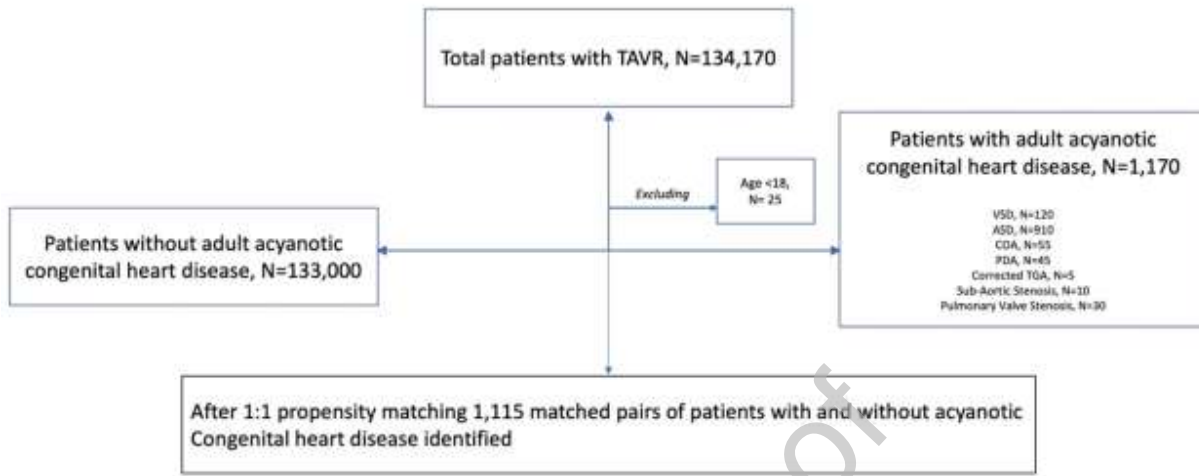 Total patients with TAVR, N=134,170
Patients with adult acyanotic
congenital heart disease, N=1,170
VSD, N=120
ASD, N=910
COA, N=55
PDA, N=45
Corrected TGA, N=5
Sub-Aortic Stenosis, N=10
Pulmonary Valve Stenosis, N=30
Excluding
Age <18,
N= 25
Patients without adult acyanotic
congenital heart disease, N=133,000
After 1:1 propensity matching 1,115 matched pairs of patients with and without acyanotic
Congenital heart disease identified
of